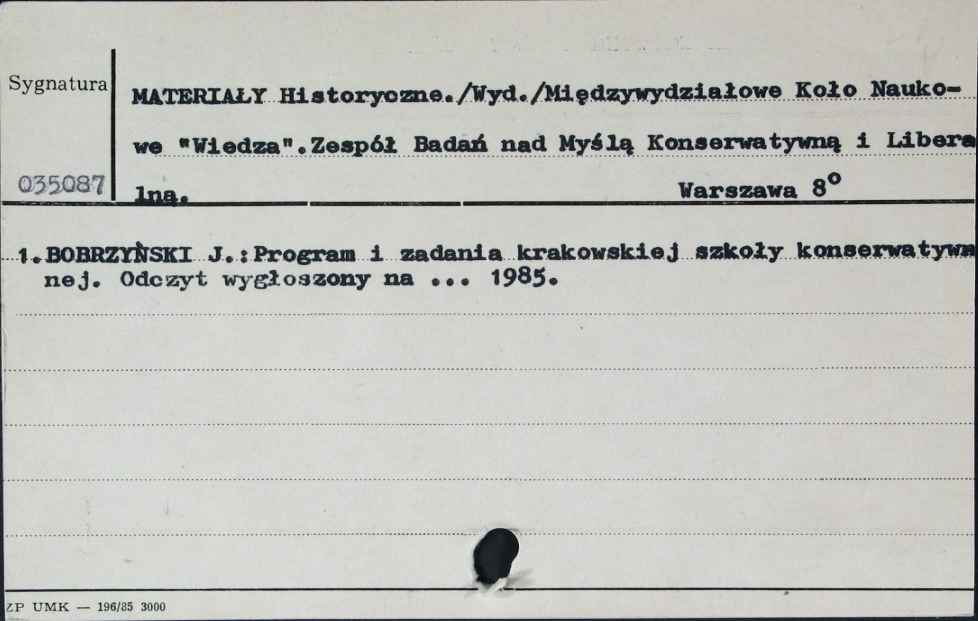 Sygnatura
MATERIAŁY Historyczne./Wyd./Międzywydziałowe Koło Nauko-
we "Wiedza".Zespół Badań nad Myślą Konserwatywną i Libera
035087
lną. Warszawa 8º
1.BOBRZYŃSKI J.:Program i zadania krakowskiej szkoły konserwatyw
nej. Odczyt wygłoszony na ... 1985.
ZP UMK — 196/85 3000